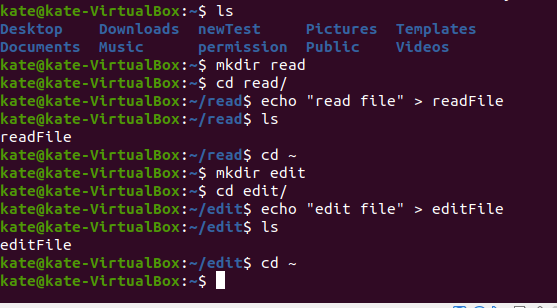 kate@kate-VirtualBox:~$ ls
Desktop    Downloads  newTest     Pictures  Templates
Documents  Music      permission  Public    Videos
kate@kate-VirtualBox:~$ mkdir read
kate@kate-VirtualBox:~$ cd read/
kate@kate-VirtualBox:~/read$ echo "read file" > readFile
kate@kate-VirtualBox:~/read$ ls
readFile
kate@kate-VirtualBox:~/read$ cd ~
kate@kate-VirtualBox:~$ mkdir edit
kate@kate-VirtualBox:~$ cd edit/
kate@kate-VirtualBox:~/edit$ echo "edit file" > editFile
kate@kate-VirtualBox:~/edit$ ls
editFile
kate@kate-VirtualBox:~/edit$ cd ~
kate@kate-VirtualBox:~$